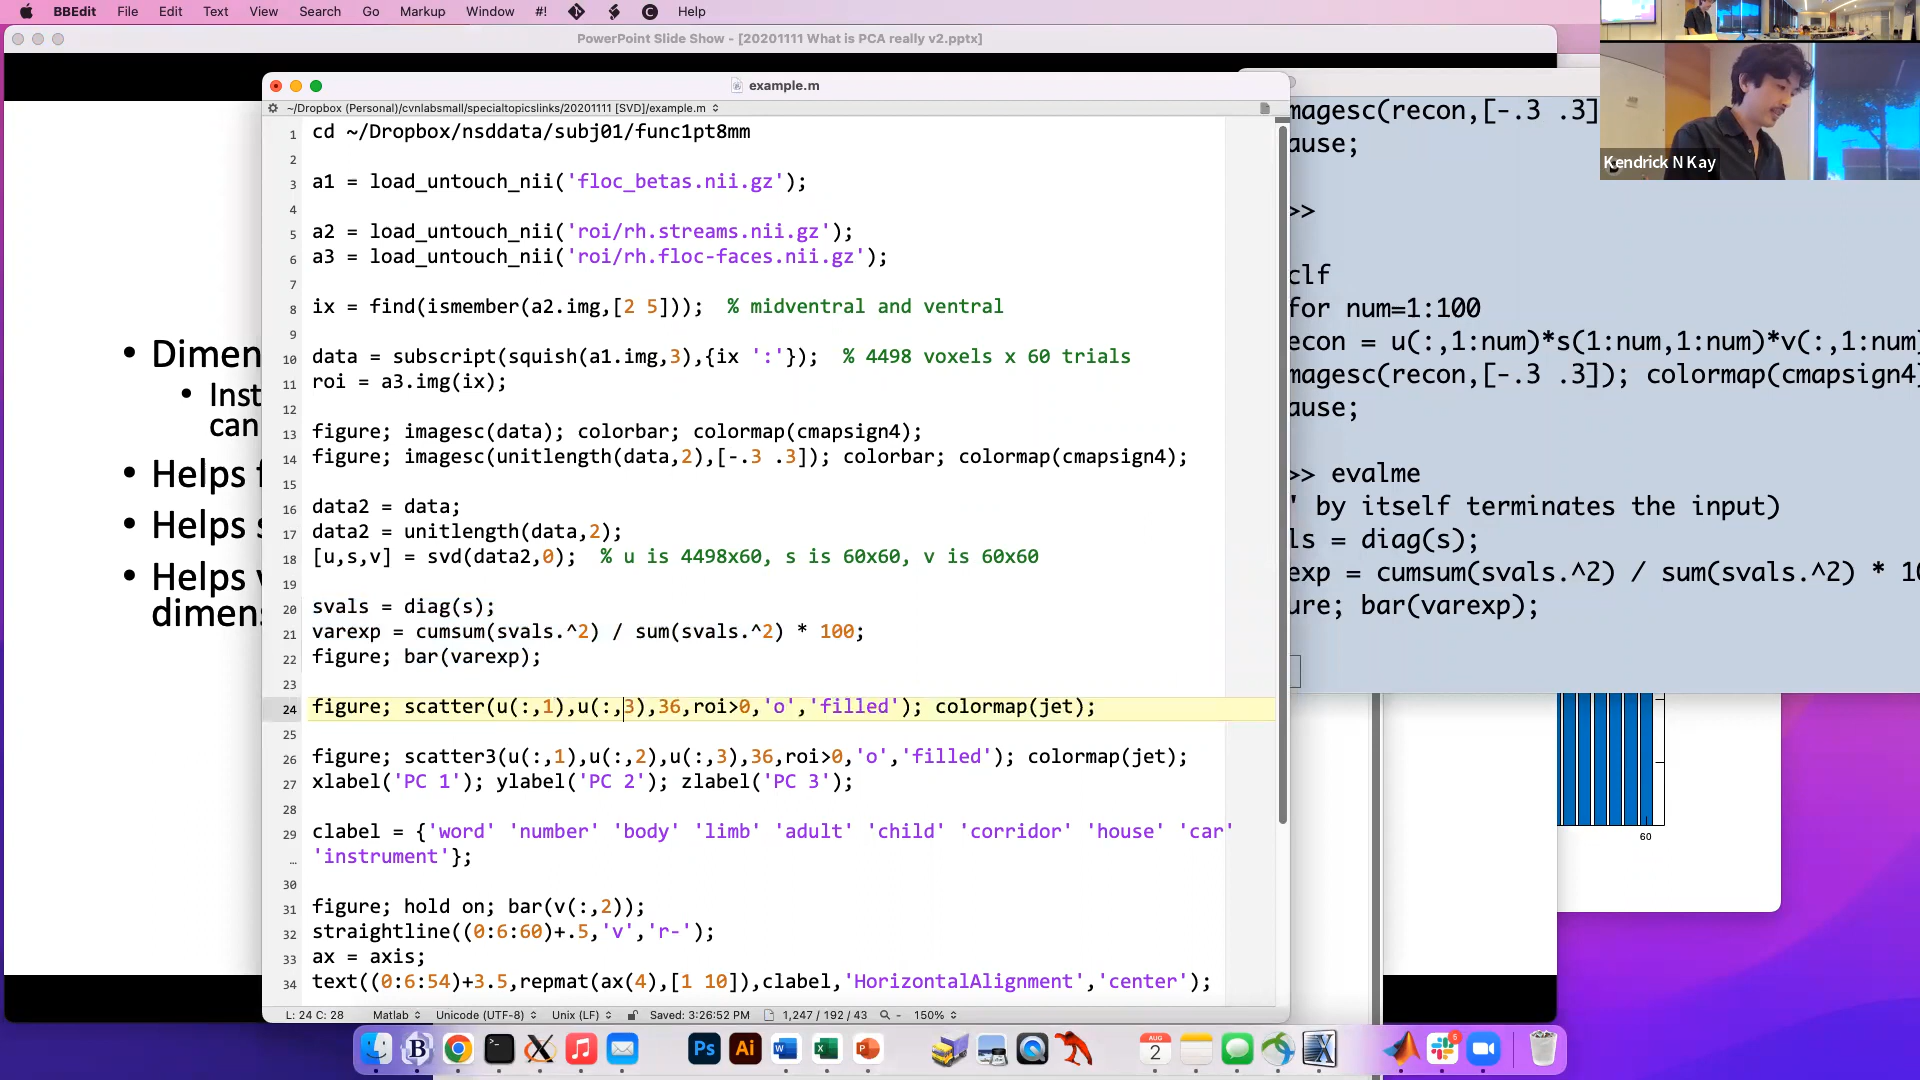 BBEdit File Edit Text View Search Go Markup Window #! Help
PowerPoint Slide Show - [20201111 What is PCA really v2.pptx]
example.m
~/Dropbox (Personal)/cvnlabsmall/specialtopicslinks/20201111 [SVD]/example.m
1 cd ~/Dropbox/nsddata/subj01/func1pt8mm
2
3 a1 = load_untouch_nii('floc_betas.nii.gz');
4
5 a2 = load_untouch_nii('roi/rh.streams.nii.gz');
6 a3 = load_untouch_nii('roi/rh.floc-faces.nii.gz');
7
8 ix = find(ismember(a2.img,[2 5])); % midventral and ventral
9
10 data = subscript(squish(a1.img,3),{ix ':'}); % 4498 voxels x 60 trials
11 roi = a3.img(ix);
12
13 figure; imagesc(data); colorbar; colormap(cmapsign4);
14 figure; imagesc(unitlength(data,2),[-.3 .3]); colorbar; colormap(cmapsign4);
15
16 data2 = data;
17 data2 = unitlength(data,2);
18 [u,s,v] = svd(data2,0); % u is 4498x60, s is 60x60, v is 60x60
19
20 svals = diag(s);
21 varexp = cumsum(svals.^2) / sum(svals.^2) * 100;
22 figure; bar(varexp);
23
24 figure; scatter(u(:,1),u(:,3),36,roi>0,'o','filled'); colormap(jet);
25
26 figure; scatter3(u(:,1),u(:,2),u(:,3),36,roi>0,'o','filled'); colormap(jet);
27 xlabel('PC 1'); ylabel('PC 2'); zlabel('PC 3');
28
29 clabel = {'word' 'number' 'body' 'limb' 'adult' 'child' 'corridor' 'house' 'car'
… 'instrument'};
30
31 figure; hold on; bar(v(:,2));
32 straightline((0:6:60)+.5,'v','r-');
33 ax = axis;
34 text((0:6:54)+3.5,repmat(ax(4),[1 10]),clabel,'HorizontalAlignment','center');
L: 24 C: 28 Matlab Unicode (UTF-8) Unix (LF) Saved: 3:26:52 PM 1,247 / 192 / 43 150%
• Dimen
• Inst
can
• Helps f
• Helps s
• Helps v
dimens
magesc(recon,[-.3 .3]
ause;
>>
clf
for num=1:100
econ = u(:,1:num)*s(1:num,1:num)*v(:,1:num
magesc(recon,[-.3 .3]); colormap(cmapsign4
ause;
>> evalme
' by itself terminates the input)
ls = diag(s);
exp = cumsum(svals.^2) / sum(svals.^2) * 10
ure; bar(varexp);
60
Kendrick N Kay
Ps Ai
AUG
2